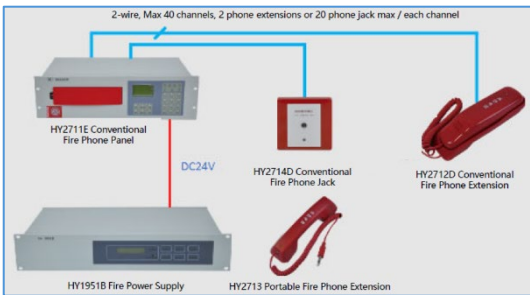 2-wire, Max 40 channels, 2 phone extensions or 20 phone jack max / each channel
HY2711E Conventional
Fire Phone Panel
HY2714D Conventional
Fire Phone Jack
HY2712D Conventional
Fire Phone Extension
DC24V
HY1951B Fire Power Supply
HY2713 Portable Fire Phone Extension